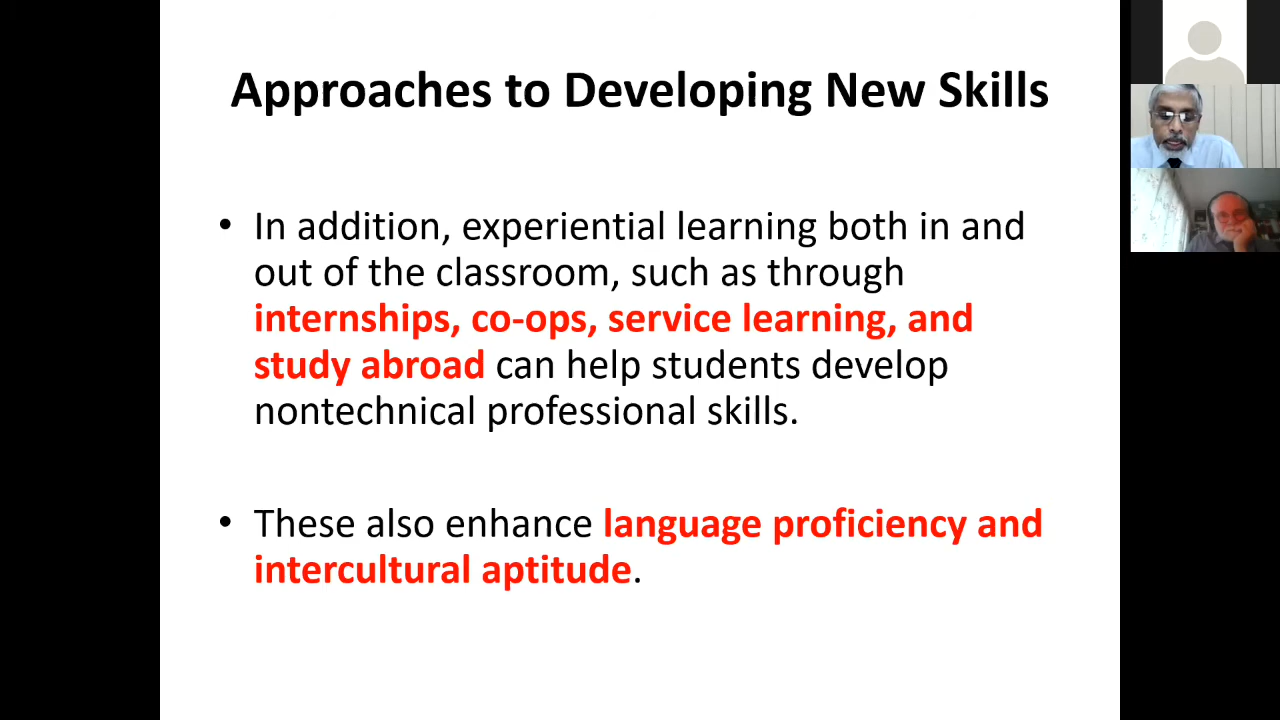 Approaches to Developing New Skills
• In addition, experiential learning both in and
out of the classroom, such as through
internships, co-ops, service learning, and
study abroad can help students develop
nontechnical professional skills.
• These also enhance language proficiency and
intercultural aptitude.